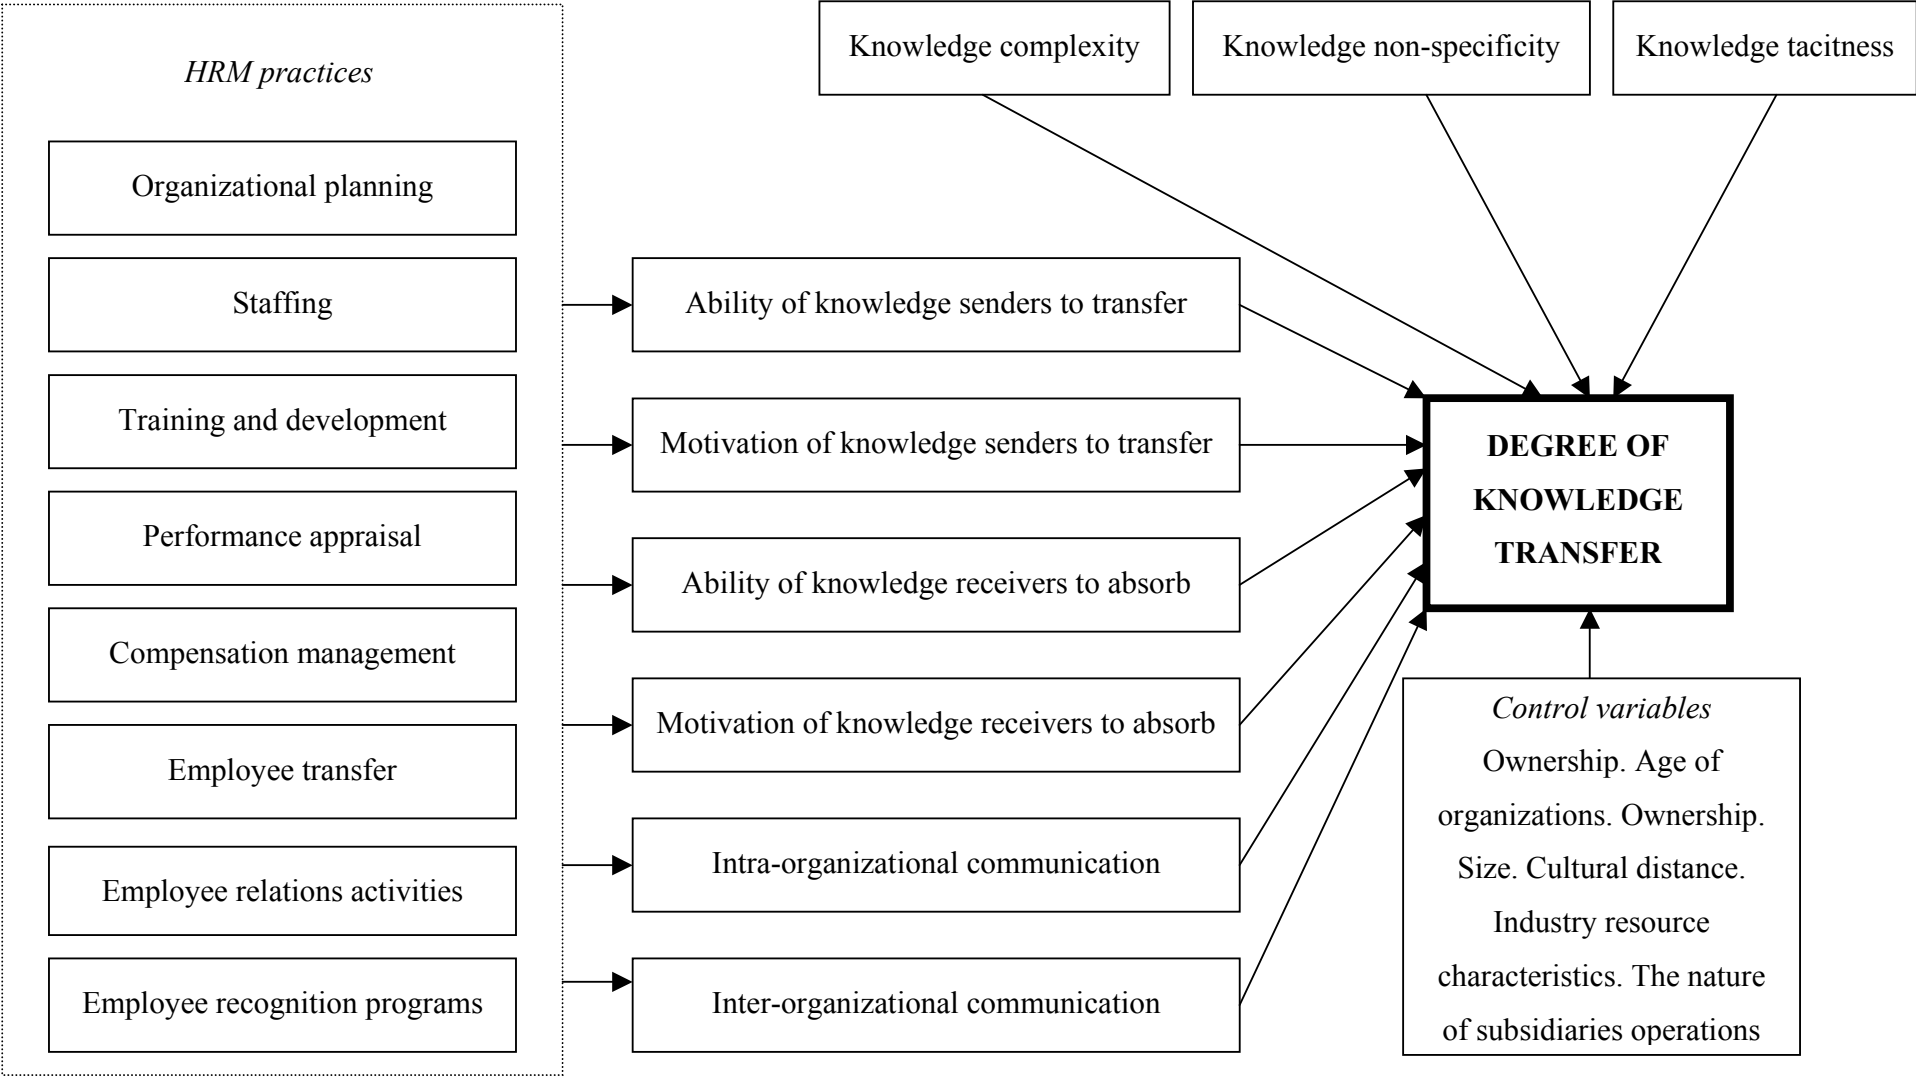 HRM practices
Organizational planning
Staffing
Training and development
Performance appraisal
Compensation management
Employee transfer
Employee relations activities
Employee recognition programs
Ability of knowledge senders to transfer
Motivation of knowledge senders to transfer
Ability of knowledge receivers to absorb
Motivation of knowledge receivers to absorb
Intra-organizational communication
Inter-organizational communication
Knowledge complexity
Knowledge non-specificity
Knowledge tacitness
DEGREE OF
KNOWLEDGE
TRANSFER
Control variables
Ownership. Age of
organizations. Ownership.
Size. Cultural distance.
Industry resource
characteristics. The nature
of subsidiaries operations